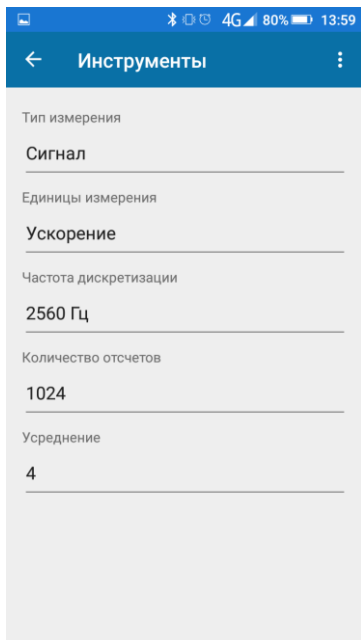 4G 80% 13:59
Инструменты
Тип измерения
Сигнал
Единицы измерения
Ускорение
Частота дискретизации
2560 Гц
Количество отсчетов
1024
Усреднение
4